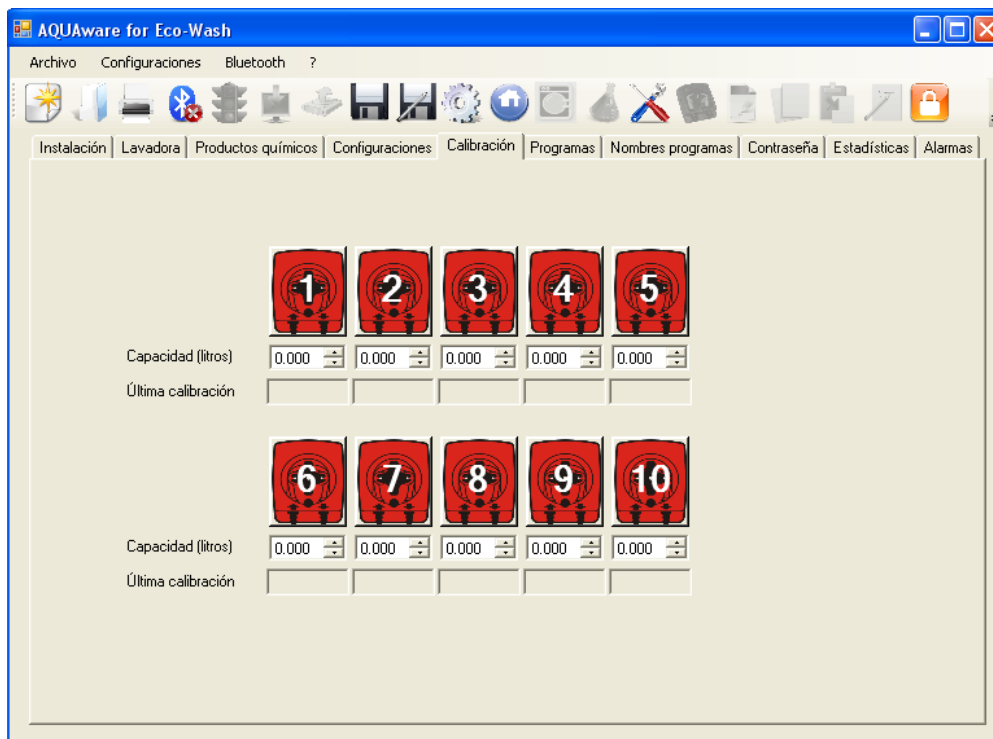 AQUAware for Eco-Wash
Archivo Configuraciones Bluetooth ?
Instalación Lavadora Productos químicos Configuraciones Calibración Programas Nombres programas Contraseña Estadísticas Alarmas
1 2 3 4 5
Capacidad (litros) 0.000 0.000 0.000 0.000 0.000
Última calibración
6 7 8 9 10
Capacidad (litros) 0.000 0.000 0.000 0.000 0.000
Última calibración